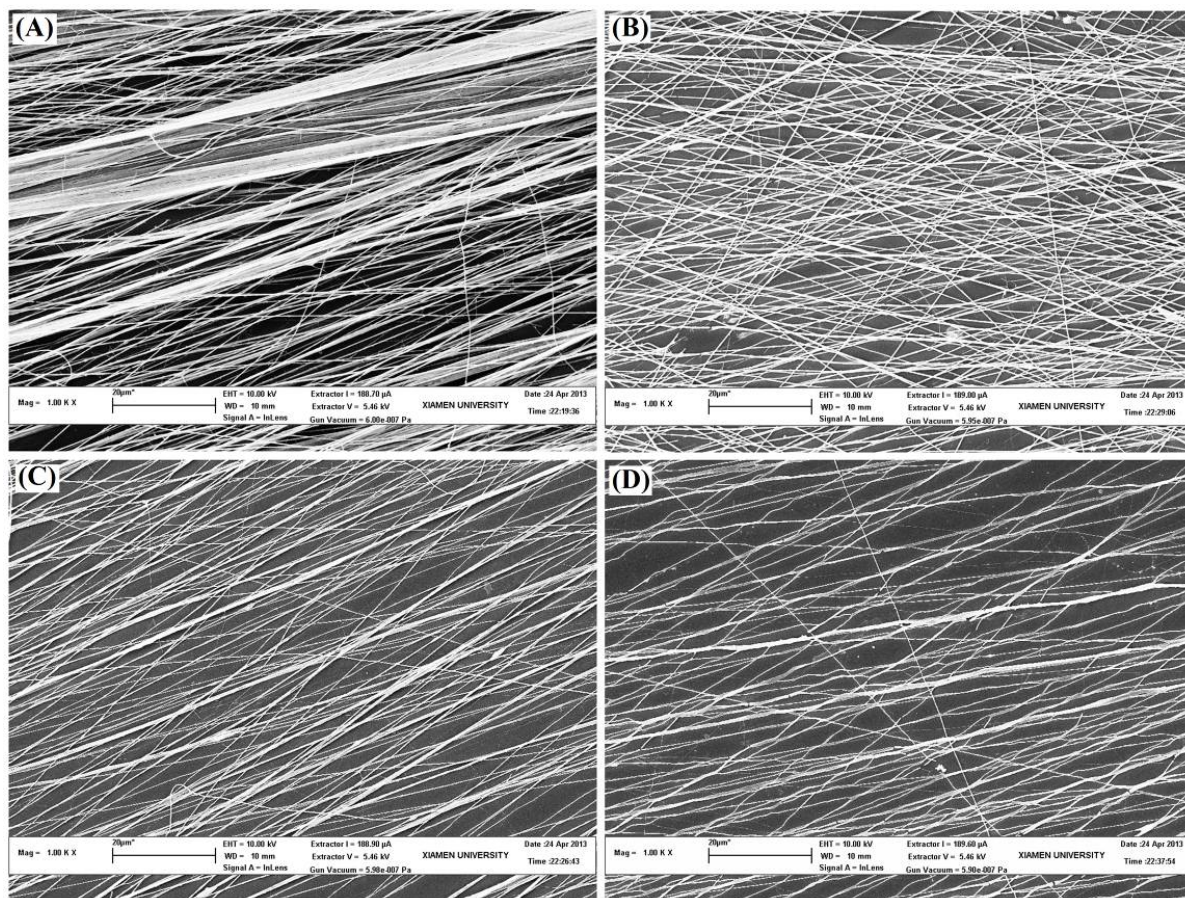 (A)
Mag = 1.00 K X
20µm*
EHT = 10.00 kV
WD = 10 mm
Signal A = InLens
Extractor I = 188.70 µA
Extractor V = 5.46 kV
Gun Vacuum = 6.00e-007 Pa
XIAMEN UNIVERSITY
Date :24 Apr 2013
Time :22:19:36
(B)
Mag = 1.00 K X
20µm*
EHT = 10.00 kV
WD = 10 mm
Signal A = InLens
Extractor I = 189.00 µA
Extractor V = 5.46 kV
Gun Vacuum = 5.95e-007 Pa
XIAMEN UNIVERSITY
Date :24 Apr 2013
Time :22:29:06
(C)
Mag = 1.00 K X
20µm*
EHT = 10.00 kV
WD = 10 mm
Signal A = InLens
Extractor I = 188.90 µA
Extractor V = 5.46 kV
Gun Vacuum = 5.98e-007 Pa
XIAMEN UNIVERSITY
Date :24 Apr 2013
Time :22:26:43
(D)
Mag = 1.00 K X
20µm*
EHT = 10.00 kV
WD = 10 mm
Signal A = InLens
Extractor I = 189.60 µA
Extractor V = 5.46 kV
Gun Vacuum = 5.90e-007 Pa
XIAMEN UNIVERSITY
Date :24 Apr 2013
Time :22:37:54